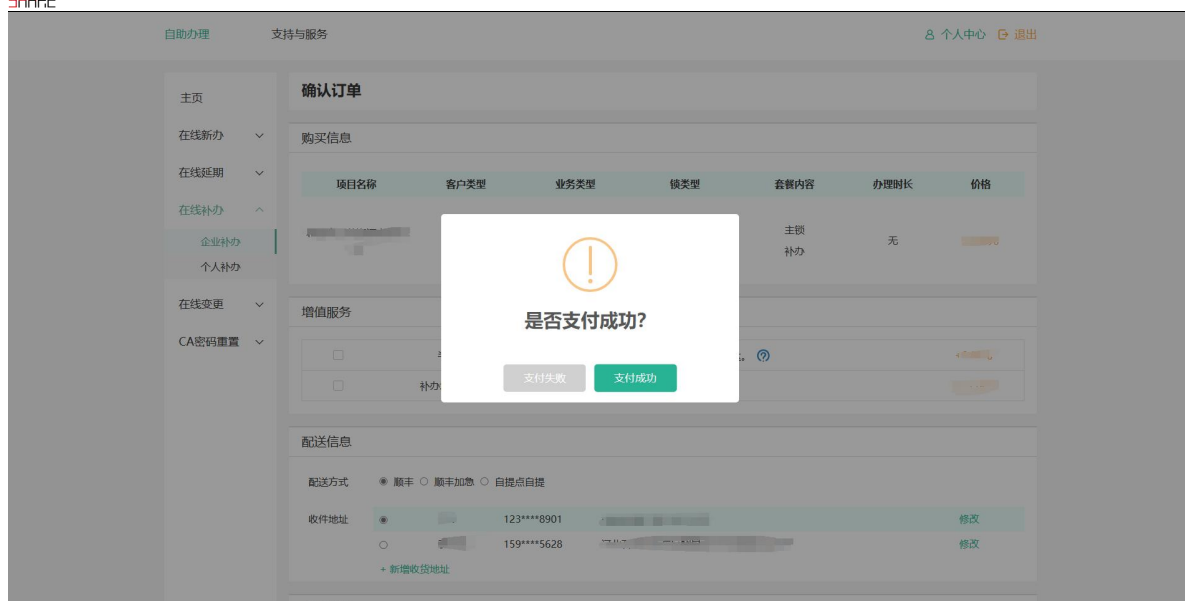 自助办理 支持与服务 个人中心 退出
主页
在线新办
在线延期
在线补办
企业补办
个人补办
在线变更
CA密码重置
确认订单
购买信息
项目名称 客户类型 业务类型 锁类型 套餐内容 办理时长 价格
主锁
补办
无
增值服务
补办
是否支付成功?
支付失败 支付成功
配送信息
配送方式 顺丰 顺丰加急 自提点自提
收件地址 123****8901 修改
159****5628 修改
+ 新增收货地址